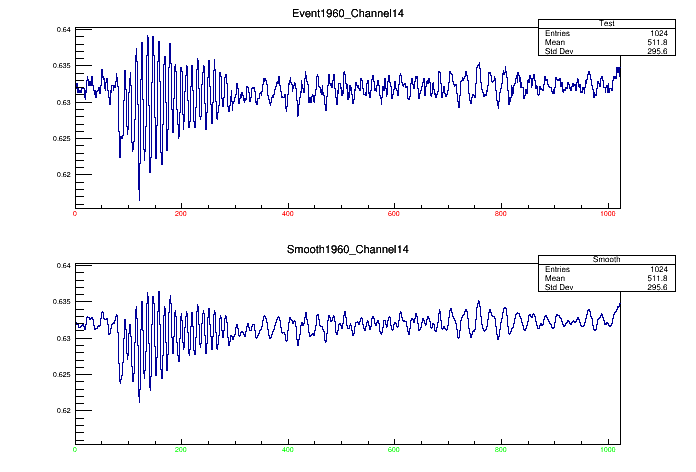 Event1960_Channel14
Test
Entries 1024
Mean 511.8
Std Dev 295.6
0.64
0.635
0.63
0.625
0.62
0 200 400 600 800 1000
Smooth1960_Channel14
Smooth
Entries 1024
Mean 511.8
Std Dev 295.6
0.64
0.635
0.63
0.625
0.62
0 200 400 600 800 1000